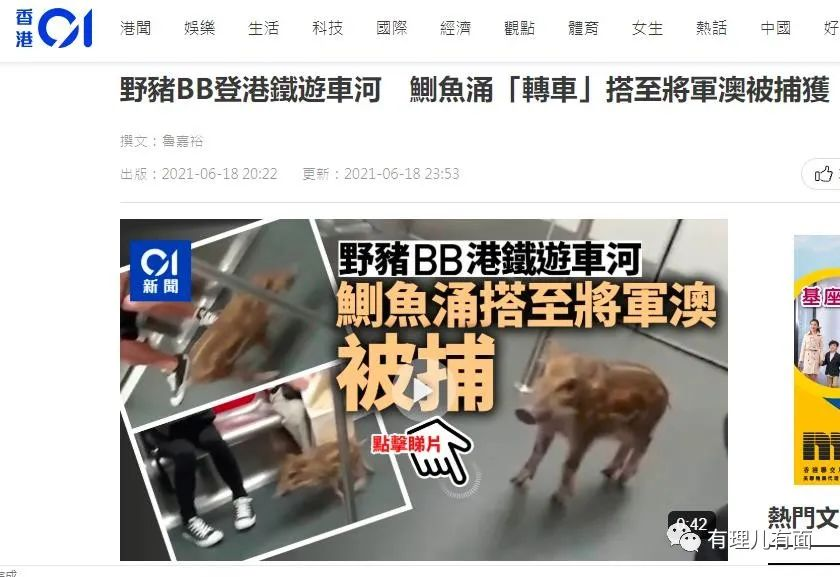 香港01
港聞 娛樂 生活 科技 國際 經濟 觀點 體育 女生 熱話 中國 好
野豬BB登港鐵遊車河 鰂魚涌「轉車」搭至將軍澳被捕獲
撰文：魯嘉裕
出版：2021-06-18 20:22 更新：2021-06-18 23:53
01
新聞
野豬BB港鐵遊車河
鰂魚涌搭至將軍澳
被捕
點擊睇片
0:42
基座
熱門文
有理儿有面